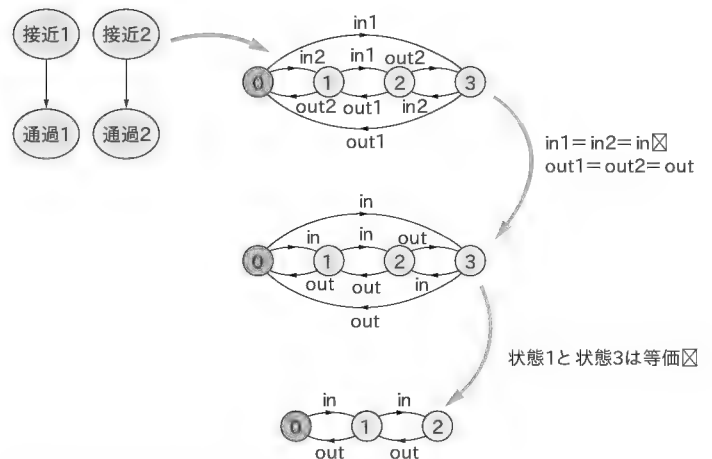 接近1 接近2
通過1 通過2
in1
in2 in1 out2
0 1 2 3
out2 out1 in2
out1
in1=in2=in
out1=out2=out
in
in in out
0 1 2 3
out out in
out
状態1と状態3は等価
in in
0 1 2
out out